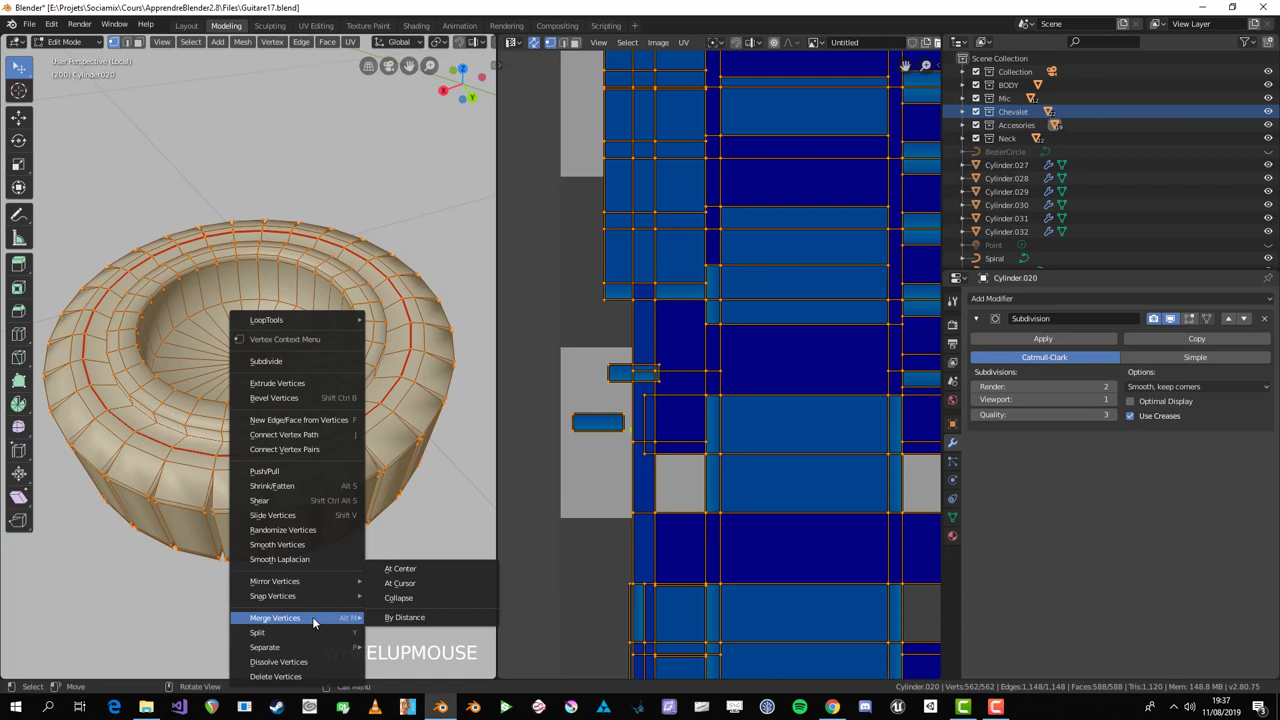 Blender* [E:\Projets\Sociamix\Cours\ApprendreBlender2.8\Files\Guitare17.blend]
File Edit Render Window Help Layout Modeling Sculpting UV Editing Texture Paint Shading Animation Rendering Compositing Scripting Scene View Layer
Edit Mode View Select Add Mesh Vertex Edge Face UV Global View Select Image UV Untitled
User Perspective (Local)
(200) Cylinder.020
Z
X
Y
Scene Collection
Collection
BODY
Mic
Chevalet
Accesories
Neck
BezierCircle
Cylinder.027
Cylinder.028
Cylinder.029
Cylinder.030
Cylinder.031
Cylinder.032
Point
Spiral
Cylinder.020
Add Modifier
Subdivision
Apply Copy
Catmull-Clark Simple
Subdivisions: Options:
Render: 2 Smooth, keep corners
Viewport: 1 Optimal Display
Quality: 3 Use Creases
LoopTools
Vertex Context Menu
Subdivide
Extrude Vertices
Bevel Vertices Shift Ctrl B
New Edge/Face from Vertices F
Connect Vertex Path J
Connect Vertex Pairs
Push/Pull
Shrink/Fatten Alt S
Shear Shift Ctrl Alt S
Slide Vertices Shift V
Randomize Vertices
Smooth Vertices
Smooth Laplacian
Mirror Vertices
Snap Vertices
Merge Vertices Alt M
Split Y
Separate P
Dissolve Vertices
Delete Vertices
At Center
At Cursor
Collapse
By Distance
ELUPMOUSE
Select Move Rotate View Call Menu Cylinder.020 | Verts:562/562 | Edges:1,148/1,148 | Faces:588/588 | Tris:1,120 | Mem: 148.8 MB | v2.80.75
19:37
11/08/2019